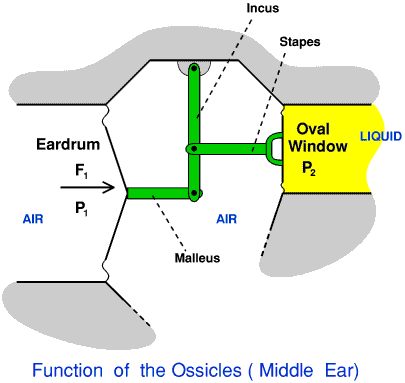 Incus
Stapes
Eardrum
Oval
Window
LIQUID
F1
P2
P1
AIR
AIR
Malleus
Function of the Ossicles ( Middle Ear)